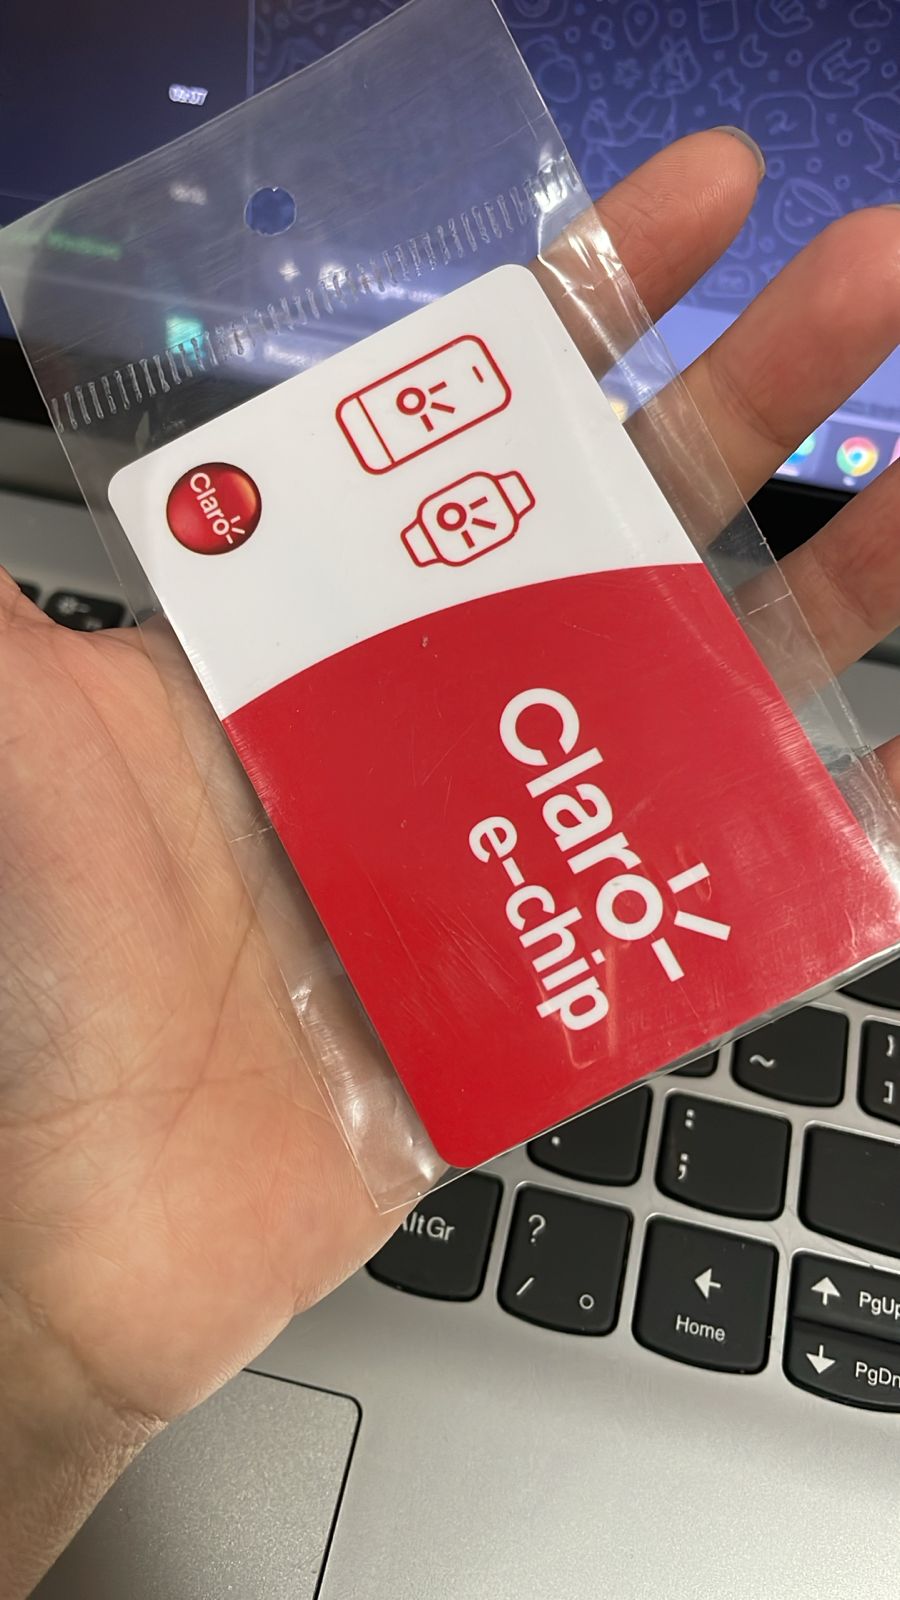 Claro
Claro
e-chip
AltGr
?
/
~
:
;
Home
PgUp
PgDn